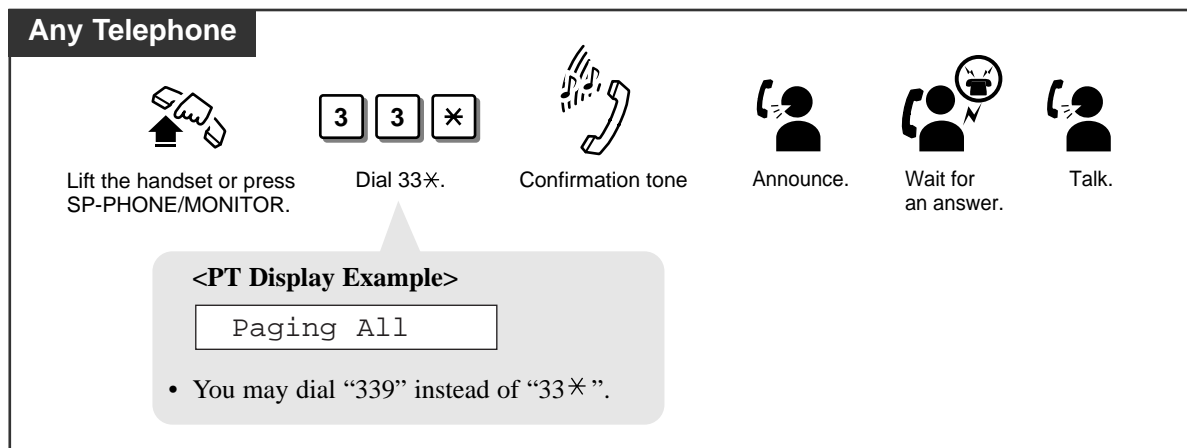 Any Telephone
3 3 ✳
Lift the handset or press
SP-PHONE/MONITOR.
Dial 33✳.
Confirmation tone
Announce.
Wait for
an answer.
Talk.
<PT Display Example>
Paging All
• You may dial “339” instead of “33✳”.